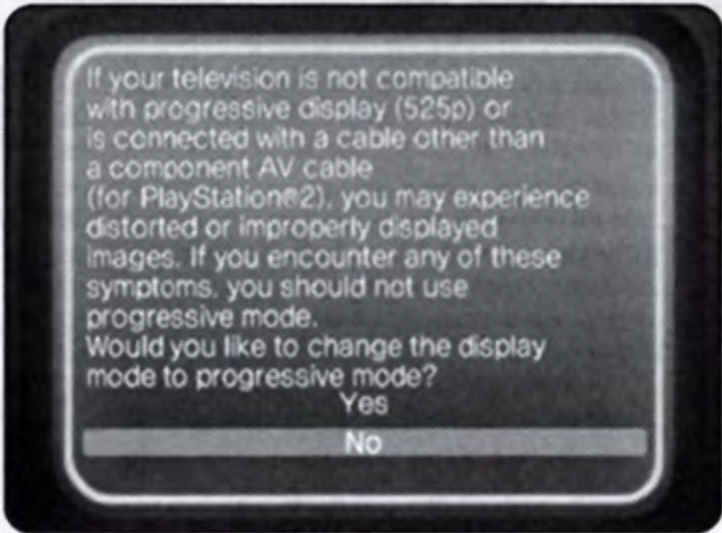 If your television is not compatible
with progressive display (525p) or
is connected with a cable other than
a component AV cable
(for PlayStation®2), you may experience
distorted or improperly displayed
images. If you encounter any of these
symptoms, you should not use
progressive mode.
Would you like to change the display
mode to progressive mode?
Yes
No